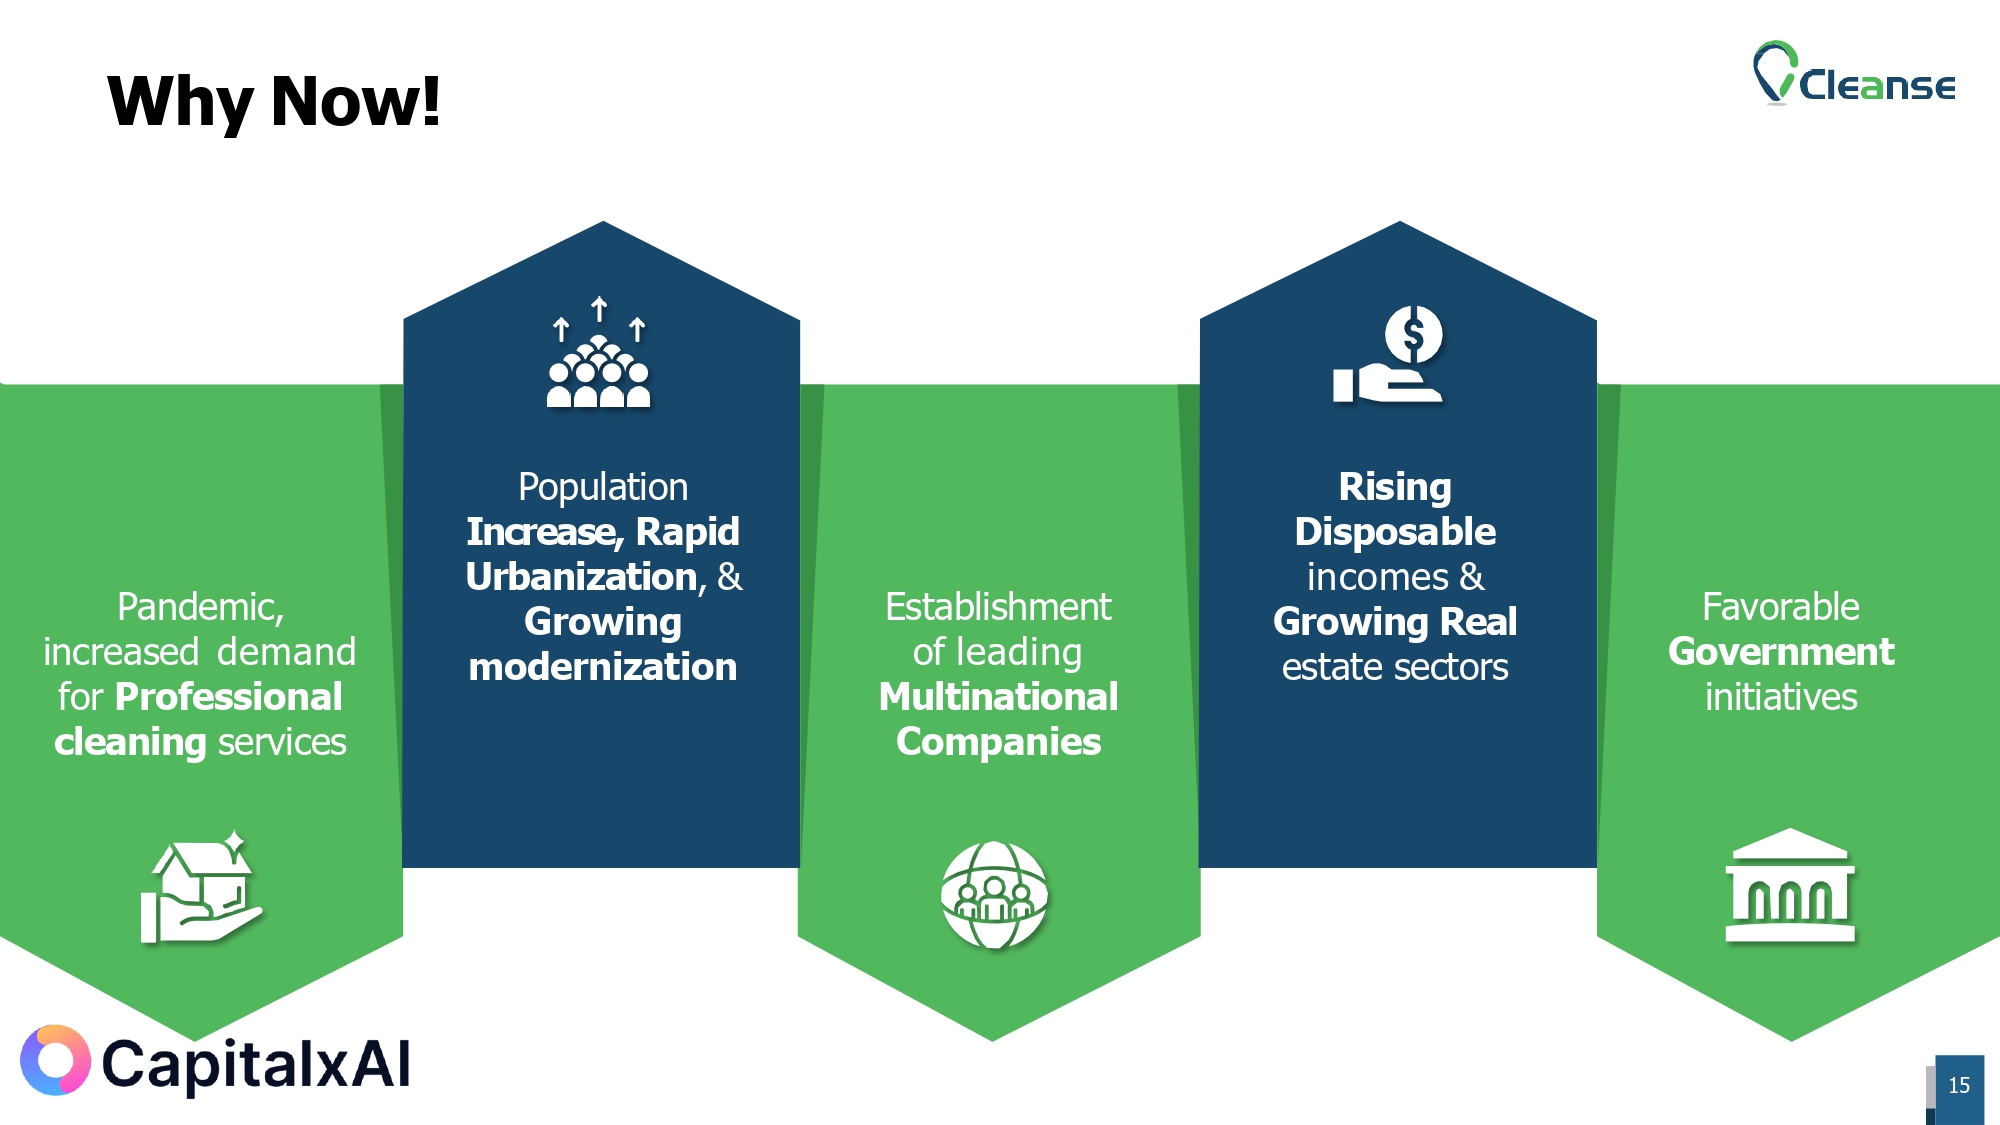 Why Now!
Cleanse
Pandemic,
increased demand
for Professional
cleaning services
Population
Increase, Rapid
Urbanization, &
Growing
modernization
Establishment
of leading
Multinational
Companies
Rising
Disposable
incomes &
Growing Real
estate sectors
Favorable
Government
initiatives
CapitalxAI
15